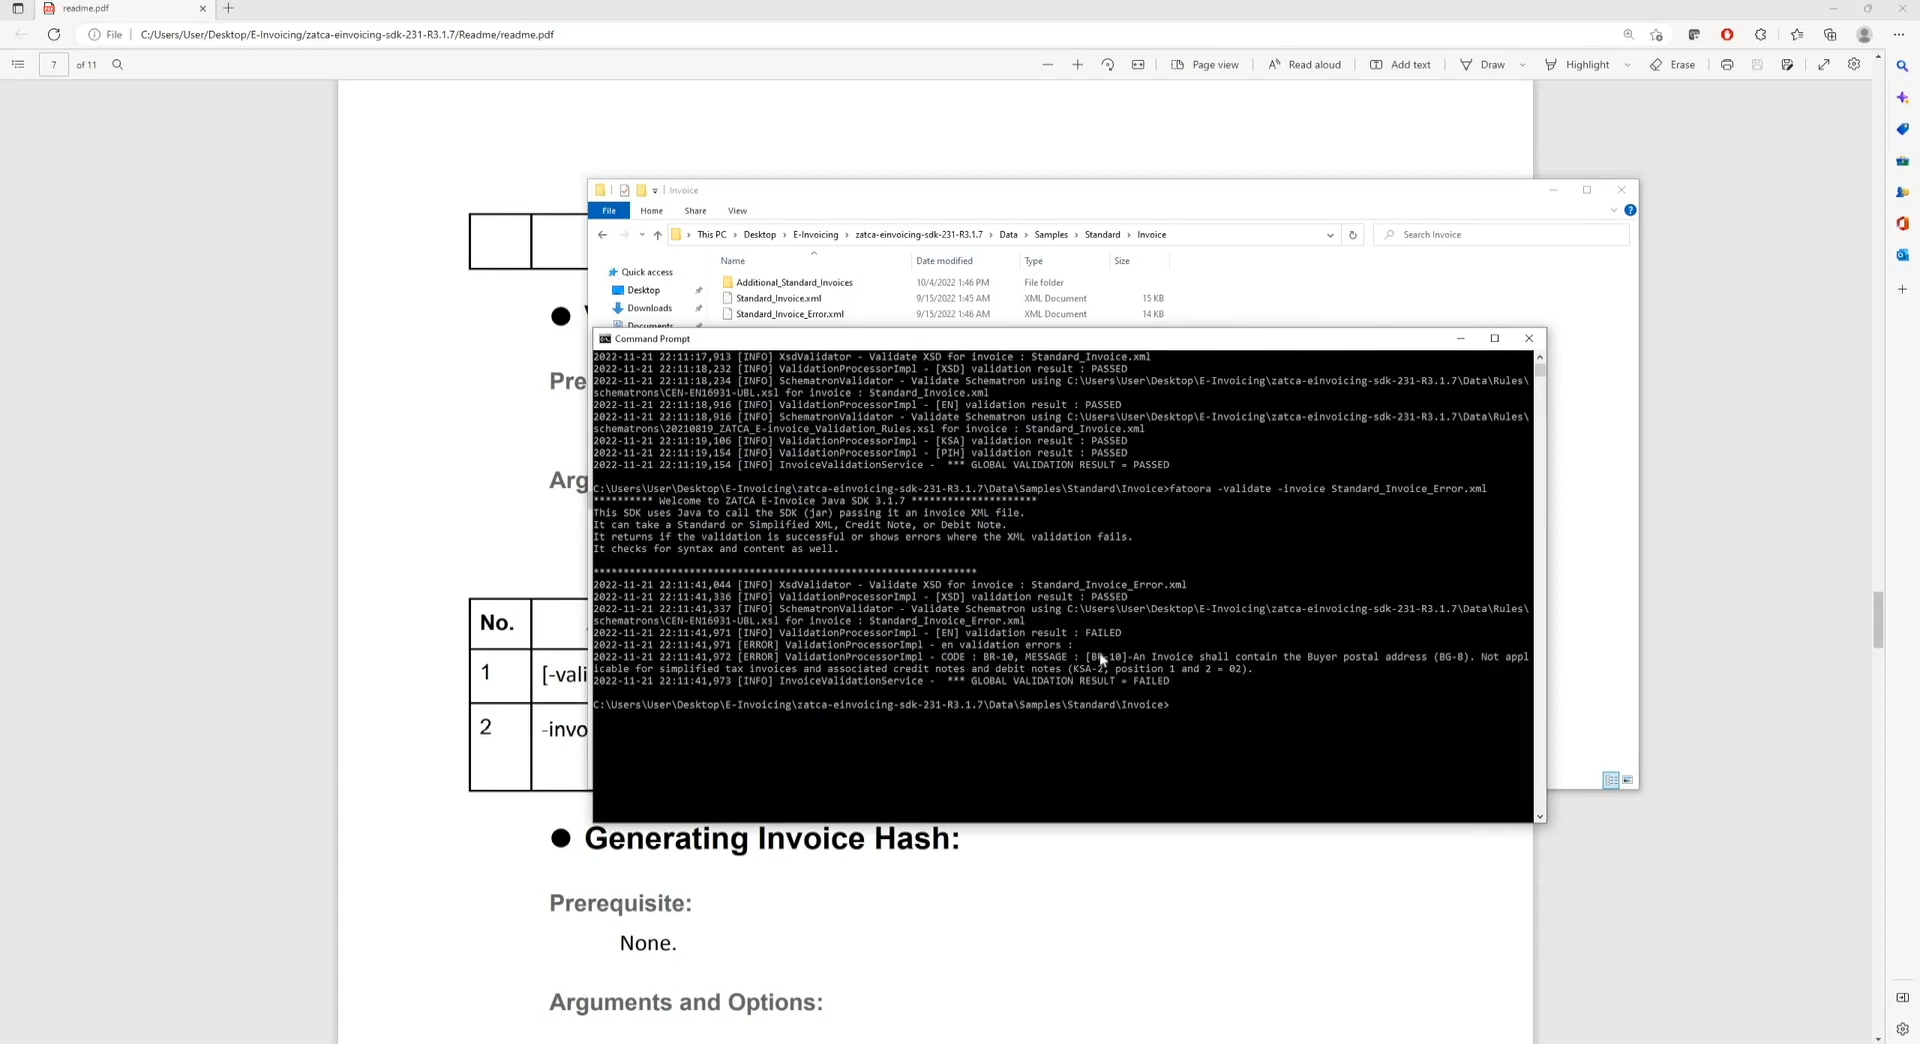 readme.pdf
File
C:/Users/User/Desktop/E-Invoicing/zatca-einvoicing-sdk-231-R3.1.7/Readme/readme.pdf
7 of 11
Page view
Read aloud
Add text
Draw
Highlight
Erase
Invoice
File Home Share View
This PC > Desktop > E-Invoicing > zatca-einvoicing-sdk-231-R3.1.7 > Data > Samples > Standard > Invoice
Search Invoice
Name Date modified Type Size
Quick access
Desktop
Downloads
Documents
Additional_Standard_Invoices 10/4/2022 1:46 PM File folder
Standard_Invoice.xml 9/15/2022 1:45 AM XML Document 15 KB
Standard_Invoice_Error.xml 9/15/2022 1:46 AM XML Document 14 KB
Command Prompt
2022-11-21 22:11:17,913 [INFO] XsdValidator - Validate XSD for invoice : Standard_Invoice.xml
2022-11-21 22:11:18,232 [INFO] ValidationProcessorImpl - [XSD] validation result : PASSED
2022-11-21 22:11:18,234 [INFO] SchematronValidator - Validate Schematron using C:\Users\User\Desktop\E-Invoicing\zatca-einvoicing-sdk-231-R3.1.7\Data\Rules\
schematrons\CEN-EN16931-UBL.xsl for invoice : Standard_Invoice.xml
2022-11-21 22:11:18,916 [INFO] ValidationProcessorImpl - [EN] validation result : PASSED
2022-11-21 22:11:18,916 [INFO] SchematronValidator - Validate Schematron using C:\Users\User\Desktop\E-Invoicing\zatca-einvoicing-sdk-231-R3.1.7\Data\Rules\
schematrons\20210819_ZATCA_E-invoice_Validation_Rules.xsl for invoice : Standard_Invoice.xml
2022-11-21 22:11:19,106 [INFO] ValidationProcessorImpl - [KSA] validation result : PASSED
2022-11-21 22:11:19,154 [INFO] ValidationProcessorImpl - [PIH] validation result : PASSED
2022-11-21 22:11:19,154 [INFO] InvoiceValidationService - *** GLOBAL VALIDATION RESULT = PASSED
C:\Users\User\Desktop\E-Invoicing\zatca-einvoicing-sdk-231-R3.1.7\Data\Samples\Standard\Invoice>fatoora -validate -invoice Standard_Invoice_Error.xml
********** Welcome to ZATCA E-Invoice Java SDK 3.1.7 *********************
This SDK uses Java to call the SDK (jar) passing it an invoice XML file.
It can take a Standard or Simplified XML, Credit Note, or Debit Note.
It returns if the validation is successful or shows errors where the XML validation fails.
It checks for syntax and content as well.
****************************************************************
2022-11-21 22:11:41,044 [INFO] XsdValidator - Validate XSD for invoice : Standard_Invoice_Error.xml
2022-11-21 22:11:41,336 [INFO] ValidationProcessorImpl - [XSD] validation result : PASSED
2022-11-21 22:11:41,337 [INFO] SchematronValidator - Validate Schematron using C:\Users\User\Desktop\E-Invoicing\zatca-einvoicing-sdk-231-R3.1.7\Data\Rules\
schematrons\CEN-EN16931-UBL.xsl for invoice : Standard_Invoice_Error.xml
2022-11-21 22:11:41,971 [INFO] ValidationProcessorImpl - [EN] validation result : FAILED
2022-11-21 22:11:41,971 [ERROR] ValidationProcessorImpl - en validation errors :
2022-11-21 22:11:41,972 [ERROR] ValidationProcessorImpl - CODE : BR-10, MESSAGE : [BR-10]-An Invoice shall contain the Buyer postal address (BG-8). Not appl
icable for simplified tax invoices and associated credit notes and debit notes (KSA-2, position 1 and 2 = 02).
2022-11-21 22:11:41,973 [INFO] InvoiceValidationService - *** GLOBAL VALIDATION RESULT = FAILED
C:\Users\User\Desktop\E-Invoicing\zatca-einvoicing-sdk-231-R3.1.7\Data\Samples\Standard\Invoice>
Pre
Arg
No.
1 [-vali
2 -invo
● Generating Invoice Hash:
Prerequisite:
None.
Arguments and Options: